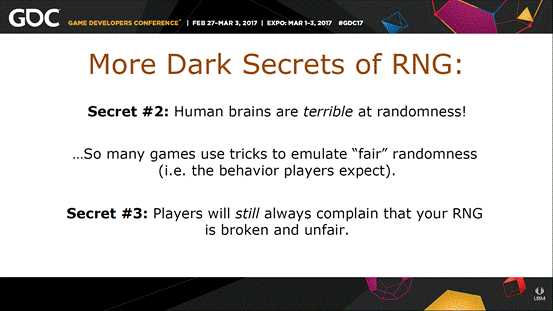 GDC GAME DEVELOPERS CONFERENCE® | FEB 27–MAR 3, 2017 | EXPO: MAR 1–3, 2017 #GDC17
More Dark Secrets of RNG:
Secret #2: Human brains are terrible at randomness!
…So many games use tricks to emulate “fair” randomness
(i.e. the behavior players expect).
Secret #3: Players will still always complain that your RNG
is broken and unfair.
UBM